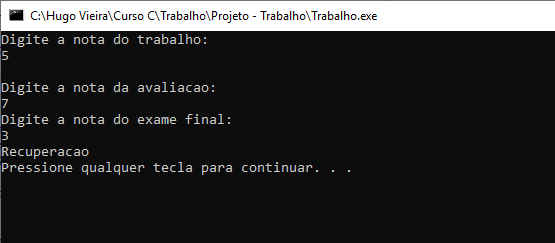 C:\Hugo Vieira\Curso C\Trabalho\Projeto - Trabalho\Trabalho.exe
Digite a nota do trabalho:
5
Digite a nota da avaliacao:
7
Digite a nota do exame final:
3
Recuperacao
Pressione qualquer tecla para continuar. . .